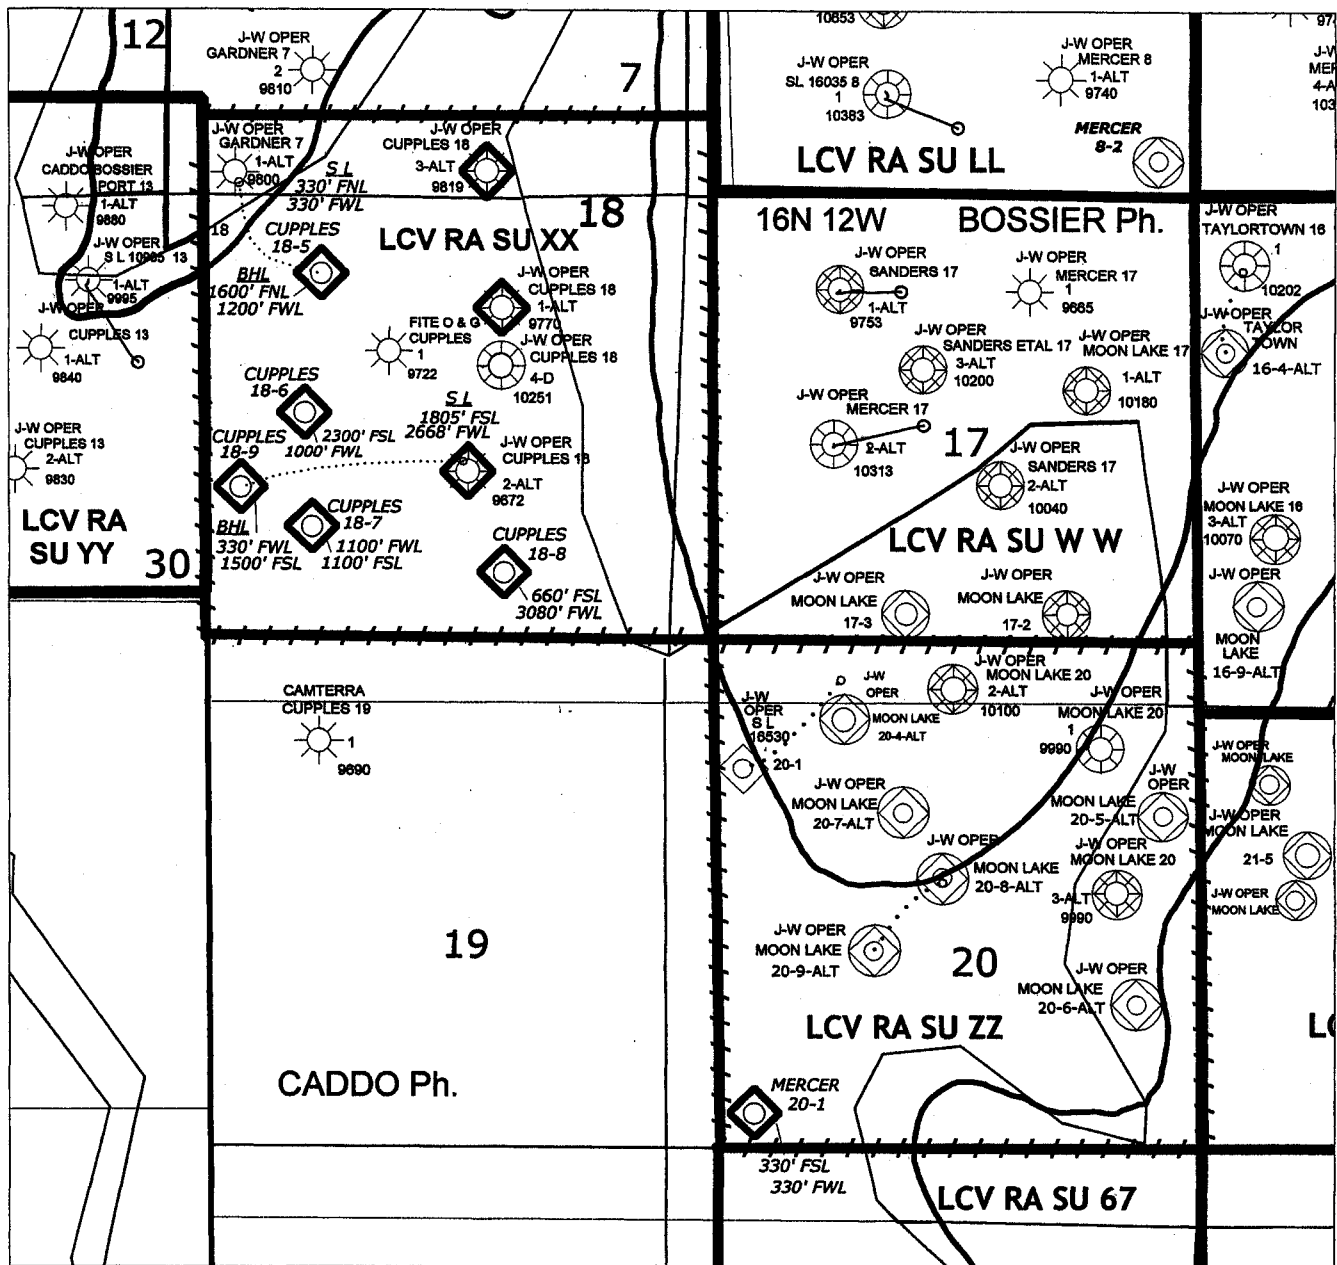 12
J-W OPER
GARDNER 7
2
9810
7
10653
J-W OPER
SL 16035 8
1
10383
J-W OPER
MERCER 8
1-ALT
9740
MERCER
8-2
LCV RA SU LL
J-W OPER
CADDO BOSSIER
PORT 13
1-ALT
9880
J-W OPER
GARDNER 7
1-ALT
9800
S L
330' FNL
330' FWL
J-W OPER
CUPPLES 18
3-ALT
9819
18
18
CUPPLES
18-5
LCV RA SU XX
BHL
1600' FNL
1200' FWL
J-W OPER
S L 10985 13
1-ALT
9995
J-W OPER
CUPPLES 13
1-ALT
9840
J-W OPER
CUPPLES 18
1-ALT
9770
FITE O & G
CUPPLES
1
9722
J-W OPER
CUPPLES 18
4-D
10251
CUPPLES
18-6
2300' FSL
1000' FWL
S L
1805' FSL
2668' FWL
J-W OPER
CUPPLES 18
2-ALT
9672
CUPPLES
18-9
BHL
330' FWL
1500' FSL
CUPPLES
18-7
1100' FWL
1100' FSL
CUPPLES
18-8
660' FSL
3080' FWL
J-W OPER
CUPPLES 13
2-ALT
9830
LCV RA
SU YY
30
16N 12W
BOSSIER Ph.
J-W OPER
SANDERS 17
1-ALT
9753
J-W OPER
MERCER 17
1
9665
J-W OPER
SANDERS ETAL 17
3-ALT
10200
J-W OPER
MOON LAKE 17
1-ALT
10180
J-W OPER
MERCER 17
2-ALT
10313
17
J-W OPER
SANDERS 17
2-ALT
10040
LCV RA SU W W
J-W OPER
MOON LAKE
17-3
J-W OPER
MOON LAKE
17-2
J-W OPER
TAYLORTOWN 16
1
10202
J-W OPER
TAYLOR
TOWN
16-4-ALT
J-W OPER
MOON LAKE 16
3-ALT
10070
J-W OPER
MOON
LAKE
16-9-ALT
CAMTERRA
CUPPLES 19
1
9690
J-W
OPER
S L
16530
20-1
J-W
OPER
MOON LAKE
20-4-ALT
J-W OPER
MOON LAKE 20
2-ALT
10100
J-W OPER
MOON LAKE 20
1
9990
J-W OPER
MOON LAKE
20-7-ALT
J-W
OPER
MOON LAKE
20-5-ALT
J-W OPER
MOON LAKE
20-8-ALT
J-W OPER
MOON LAKE 20
3-ALT
9990
J-W OPER
MOON LAKE
J-W OPER
MOON LAKE
21-5
J-W OPER
MOON LAKE
19
J-W OPER
MOON LAKE
20-9-ALT
20
J-W OPER
MOON LAKE
20-6-ALT
LCV RA SU ZZ
CADDO Ph.
MERCER
20-1
330' FSL
330' FWL
LCV RA SU 67